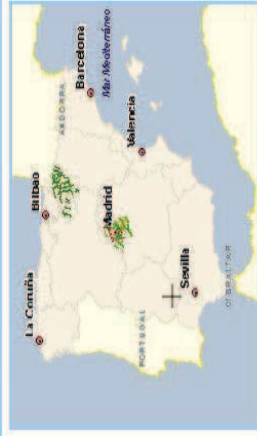 La Coruña
Bilbao
ANDORRA
Barcelona
Mar Mediterráneo
Madrid
Valencia
PORTUGAL
Sevilla
GIBRALTAR